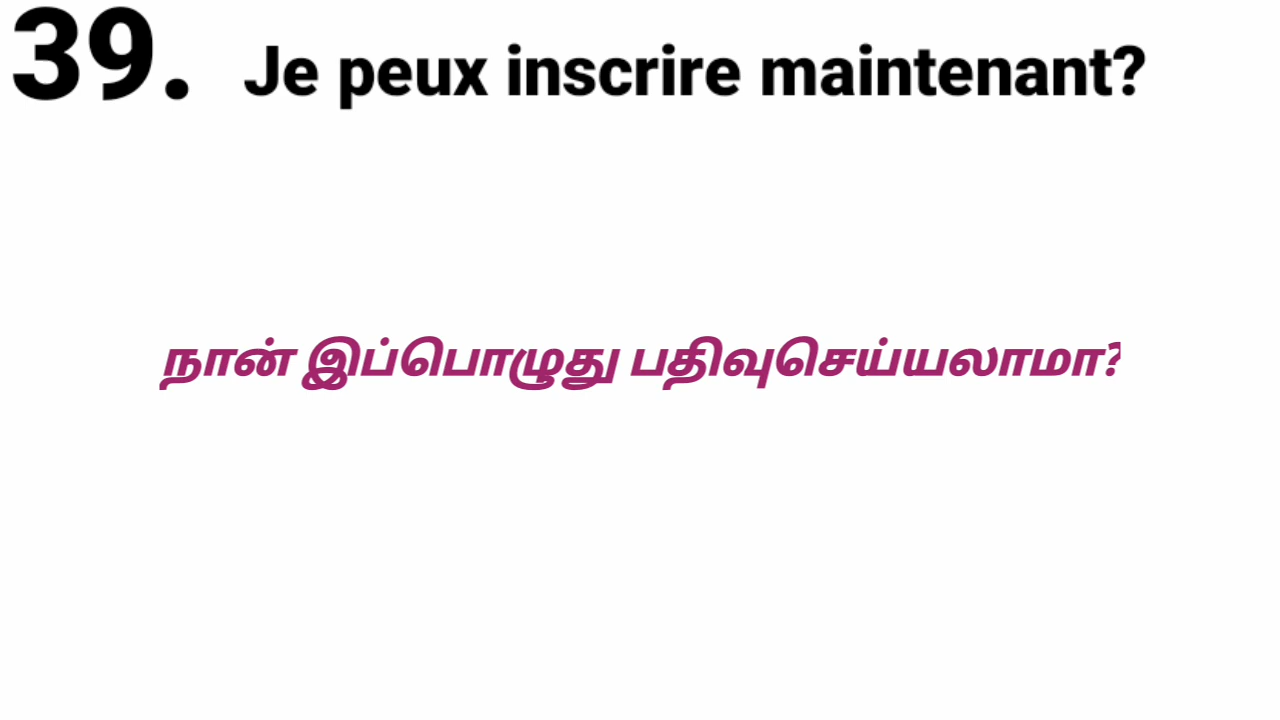 39. Je peux inscrire maintenant?
நான் இப்பொழுது பதிவுசெய்யலாமா?